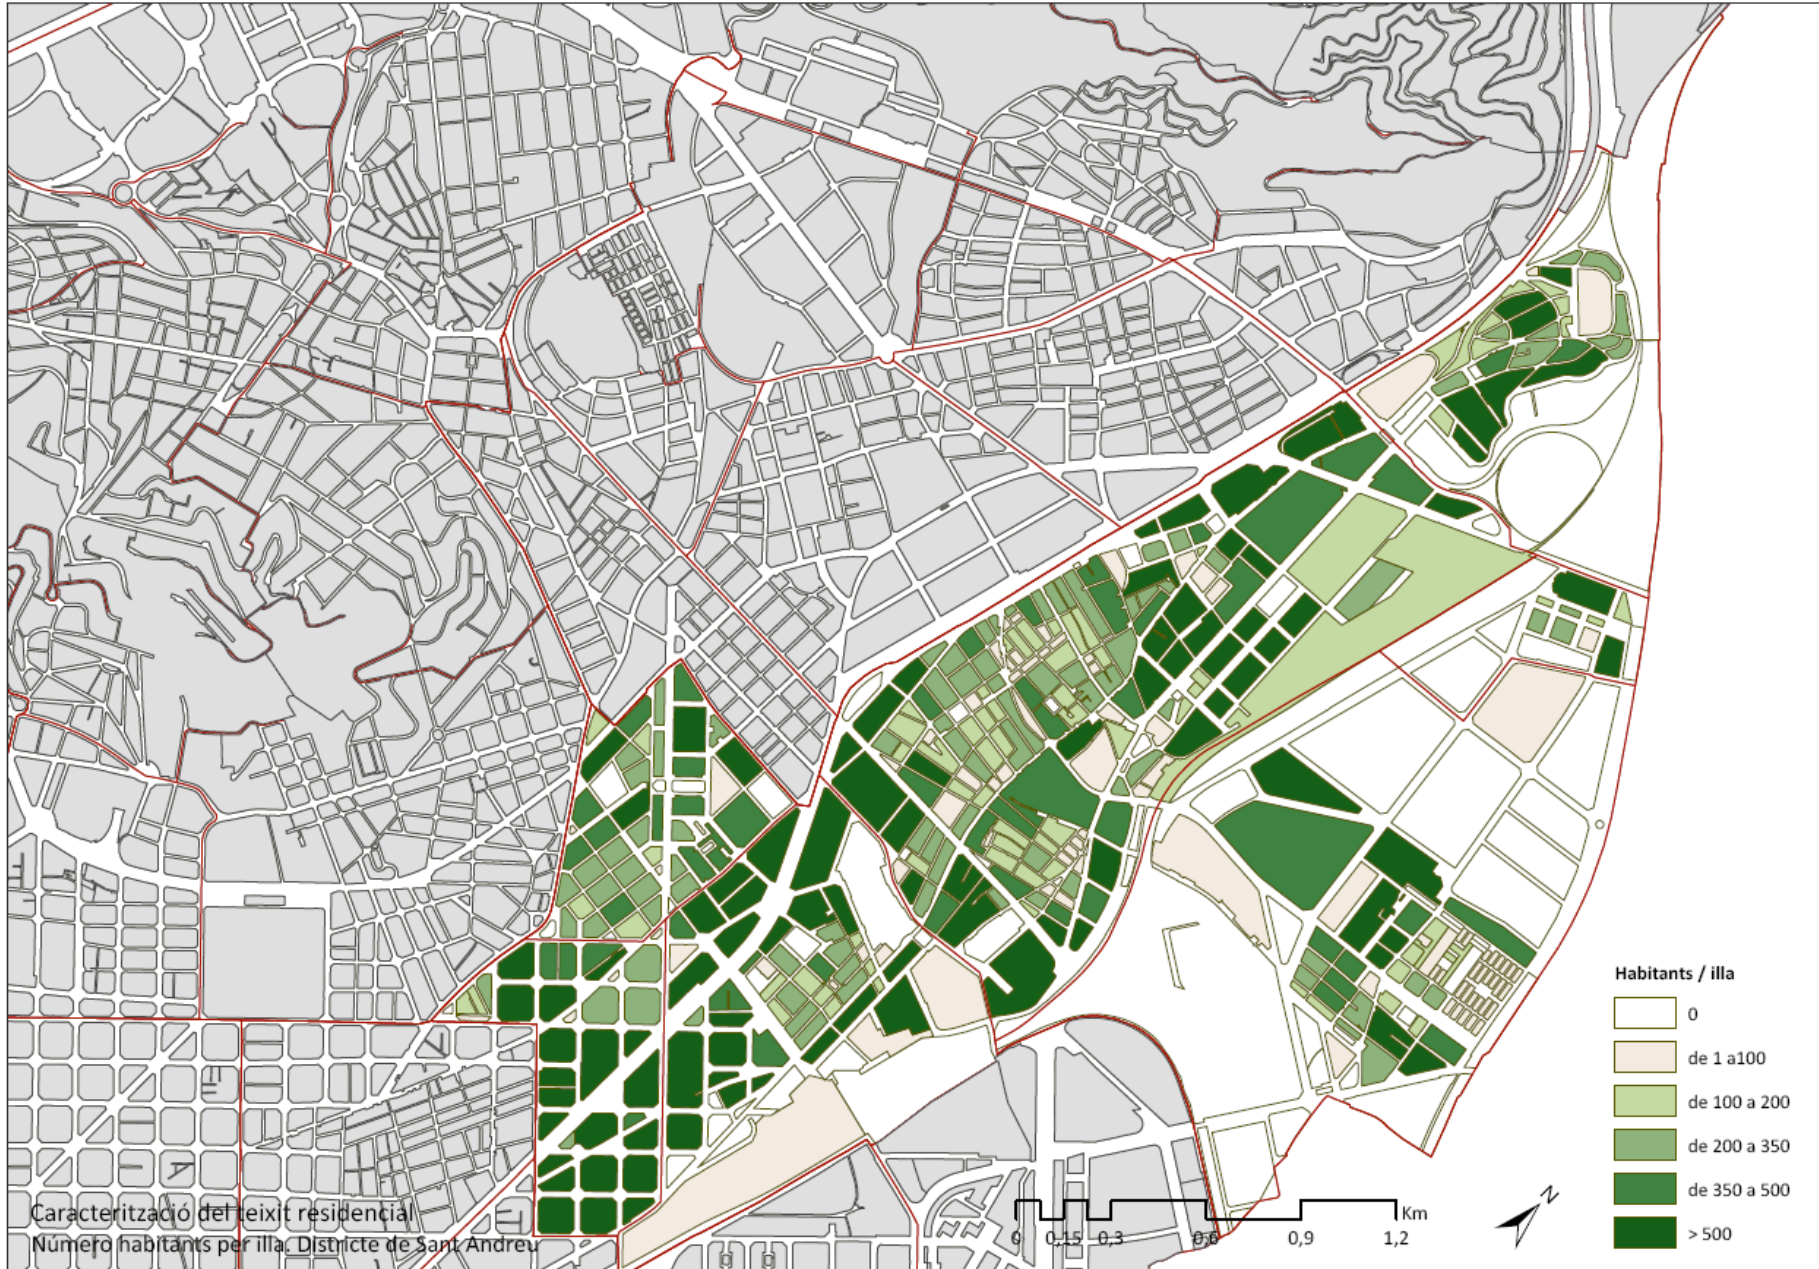 Habitants / illa
0
de 1 a100
de 100 a 200
de 200 a 350
de 350 a 500
> 500
N
Km
0 0,15 0,3 0,6 0,9 1,2
Caracterització del teixit residencial
Número habitants per illa. Districte de Sant Andreu